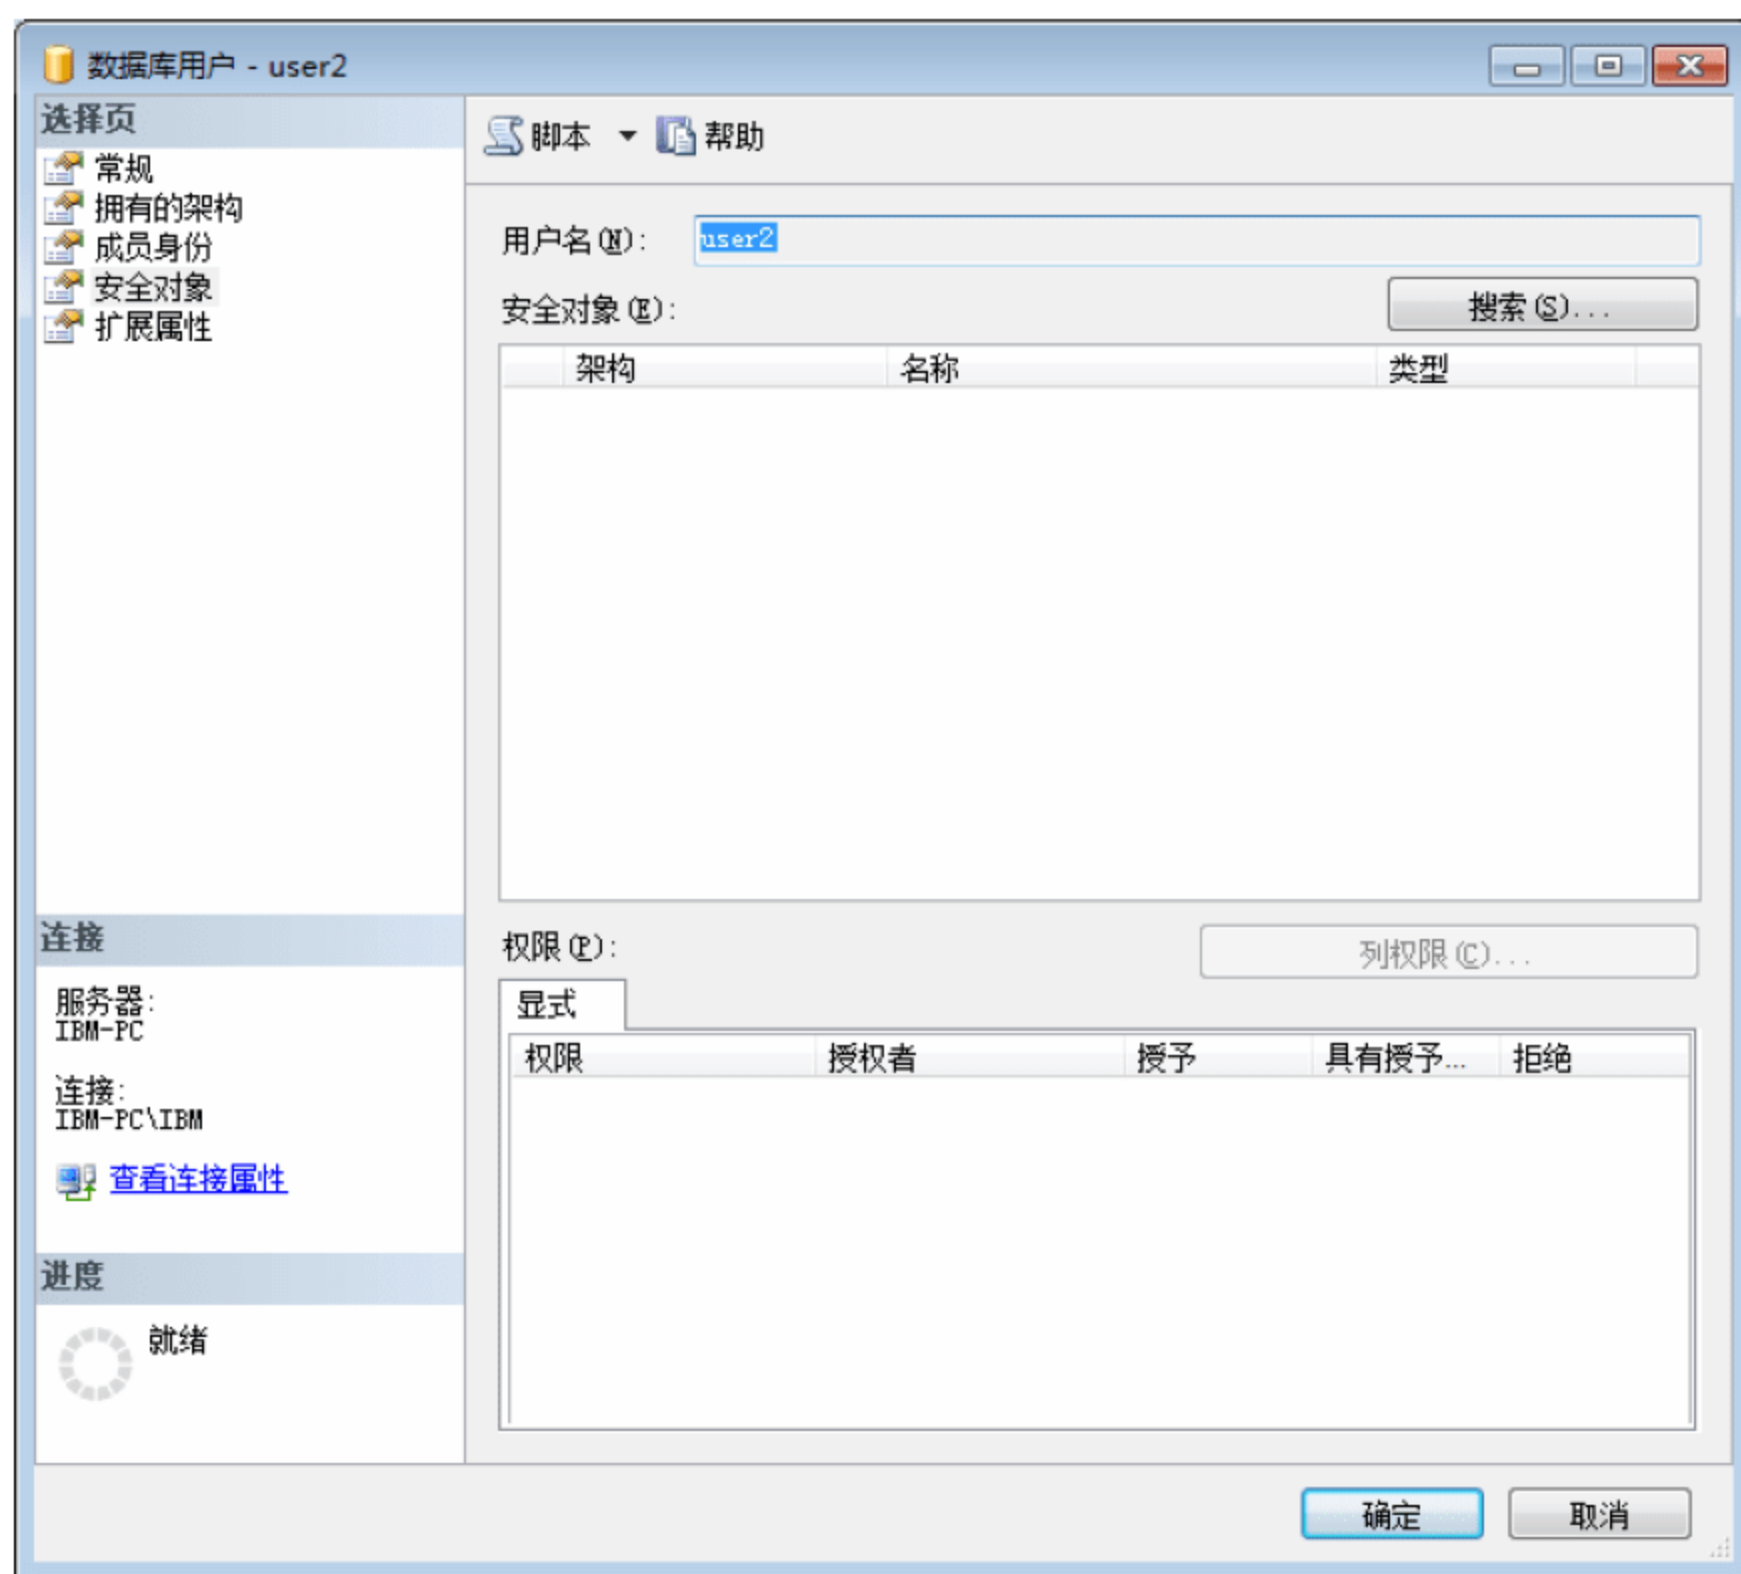 数据库用户 - user2
选择页
常规
拥有的架构
成员身份
安全对象
扩展属性
脚本 帮助
用户名(N): user2
安全对象(E): 搜索(S)...
架构 名称 类型
权限(P): 列权限(C)...
显式
权限 授权者 授予 具有授予... 拒绝
连接
服务器:
IBM-PC
连接:
IBM-PC\IBM
查看连接属性
进度
就绪
确定 取消